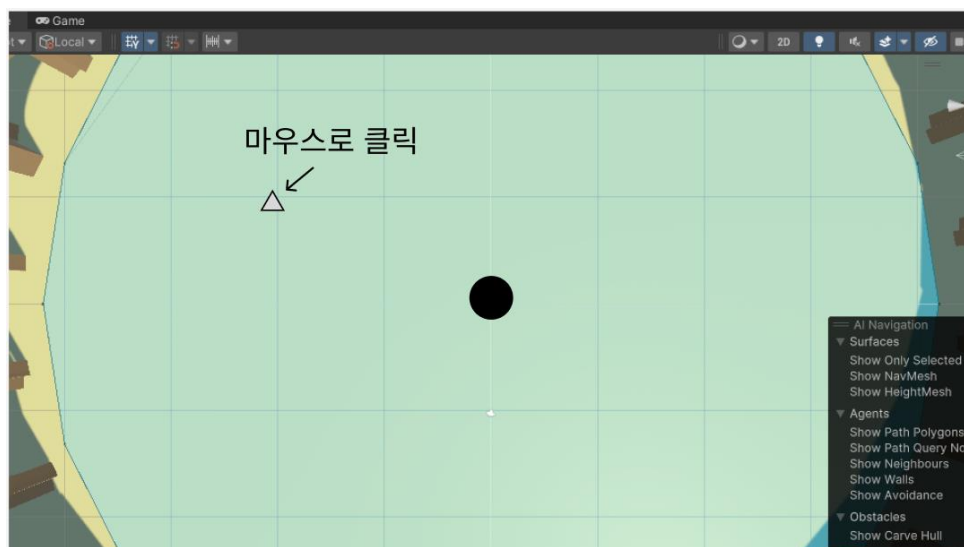 Game
Local
2D
마우스로 클릭
AI Navigation
Surfaces
Show Only Selected
Show NavMesh
Show HeightMesh
Agents
Show Path Polygons
Show Path Query No
Show Neighbours
Show Walls
Show Avoidance
Obstacles
Show Carve Hull